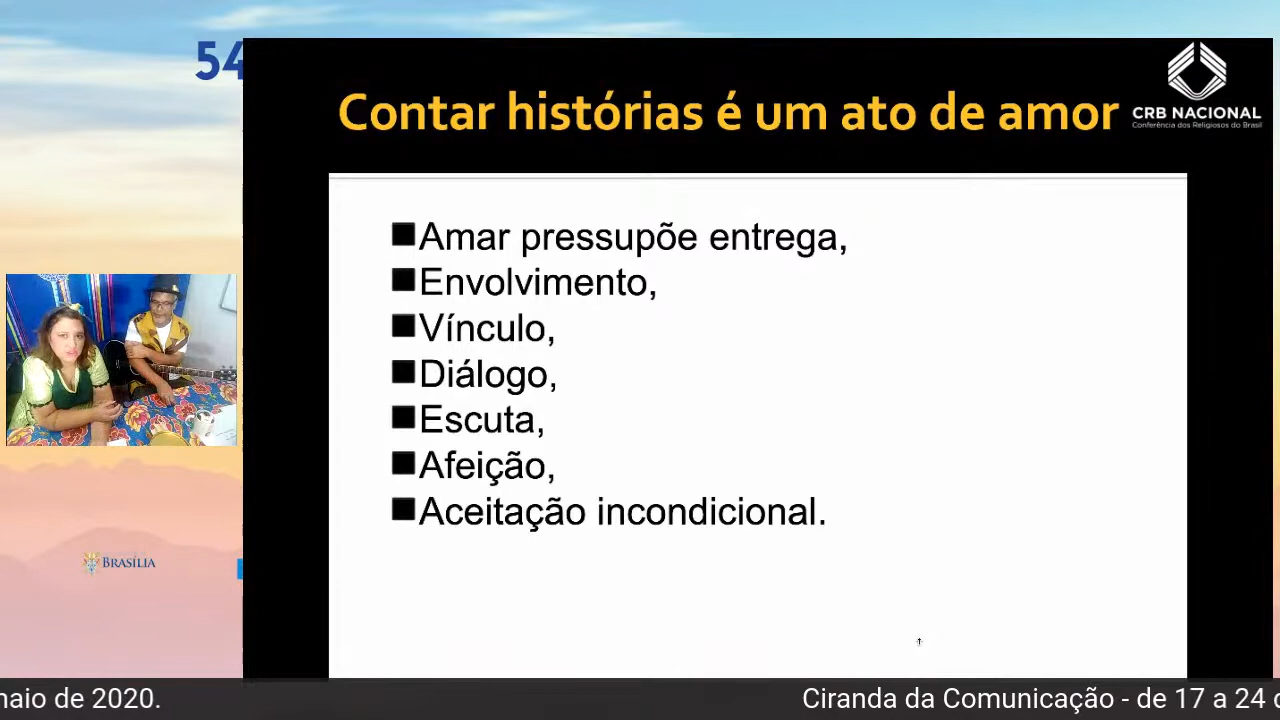 54
Contar histórias é um ato de amor
CRB NACIONAL
Conferência dos Religiosos do Brasil
Amar pressupõe entrega,
Envolvimento,
Vínculo,
Diálogo,
Escuta,
Afeição,
Aceitação incondicional.
BRASÍLIA
maio de 2020.
Ciranda da Comunicação - de 17 a 24 d